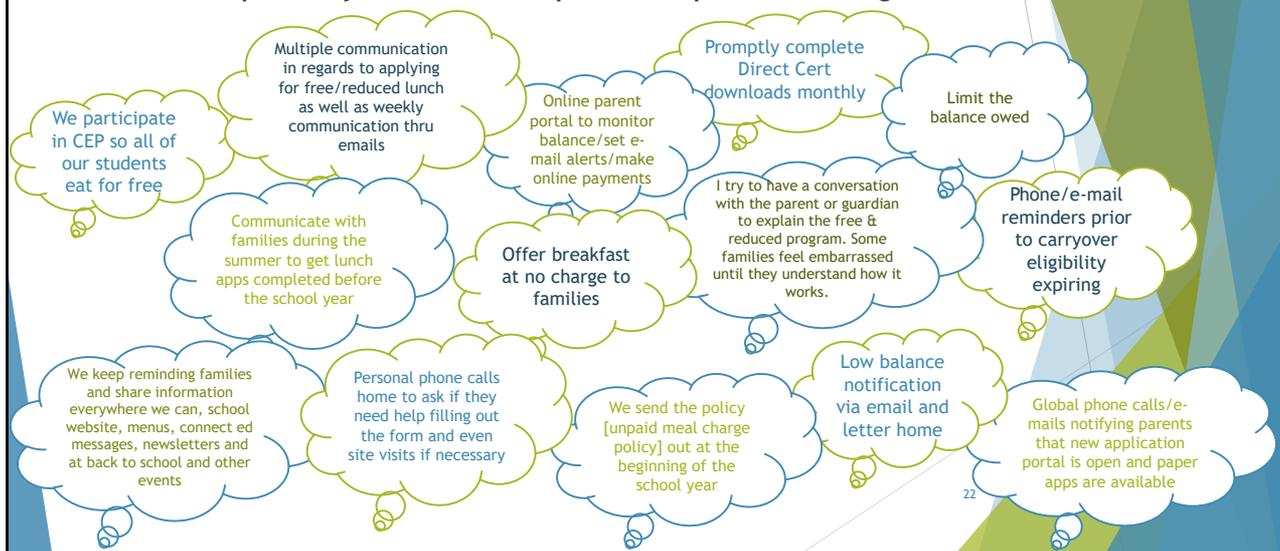 Multiple communication
in regards to applying
for free/reduced lunch
as well as weekly
communication thru
emails
Promptly complete
Direct Cert
downloads monthly
Limit the
balance owed
We participate
in CEP so all of
our students
eat for free
Online parent
portal to monitor
balance/set e-
mail alerts/make
online payments
I try to have a conversation
with the parent or guardian
to explain the free &
reduced program. Some
families feel embarrassed
until they understand how it
works.
Phone/e-mail
reminders prior
to carryover
eligibility
expiring
Communicate with
families during the
summer to get lunch
apps completed before
the school year
Offer breakfast
at no charge to
families
We keep reminding families
and share information
everywhere we can, school
website, menus, connect ed
messages, newsletters and
at back to school and other
events
Personal phone calls
home to ask if they
need help filling out
the form and even
site visits if necessary
We send the policy
[unpaid meal charge
policy] out at the
beginning of the
school year
Low balance
notification
via email and
letter home
Global phone calls/e-
mails notifying parents
that new application
portal is open and paper
apps are available
22